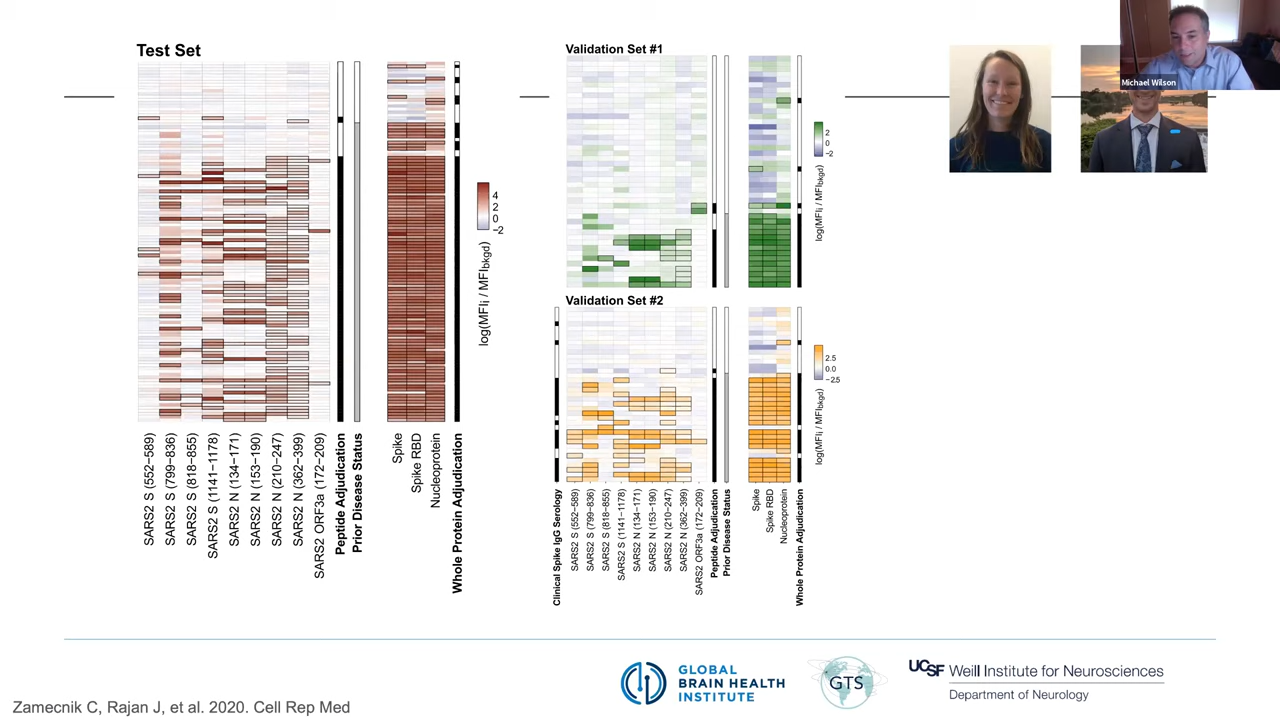 Test Set
4
2
0
−2
log(MFIi / MFIbkgd)
SARS2 S (552−589)
SARS2 S (799−836)
SARS2 S (818−855)
SARS2 S (1141−1178)
SARS2 N (134−171)
SARS2 N (153−190)
SARS2 N (210−247)
SARS2 N (362−399)
SARS2 ORF3a (172−209)
Peptide Adjudication
Prior Disease Status
Spike
Spike RBD
Nucleoprotein
Whole Protein Adjudication
Validation Set #1
2
0
−2
log(MFIi / MFIbkgd)
Validation Set #2
2.5
0.0
−2.5
log(MFIi / MFIbkgd)
Clinical Spike IgG Serology
SARS2 S (552−589)
SARS2 S (799−836)
SARS2 S (818−855)
SARS2 S (1141−1178)
SARS2 N (134−171)
SARS2 N (153−190)
SARS2 N (210−247)
SARS2 N (362−399)
SARS2 ORF3a (172−209)
Peptide Adjudication
Prior Disease Status
Spike
Spike RBD
Nucleoprotein
Whole Protein Adjudication
Michael Wilson
GLOBAL
BRAIN HEALTH
INSTITUTE
GTS
UCSF Weill Institute for Neurosciences
Department of Neurology
Zamecnik C, Rajan J, et al. 2020. Cell Rep Med